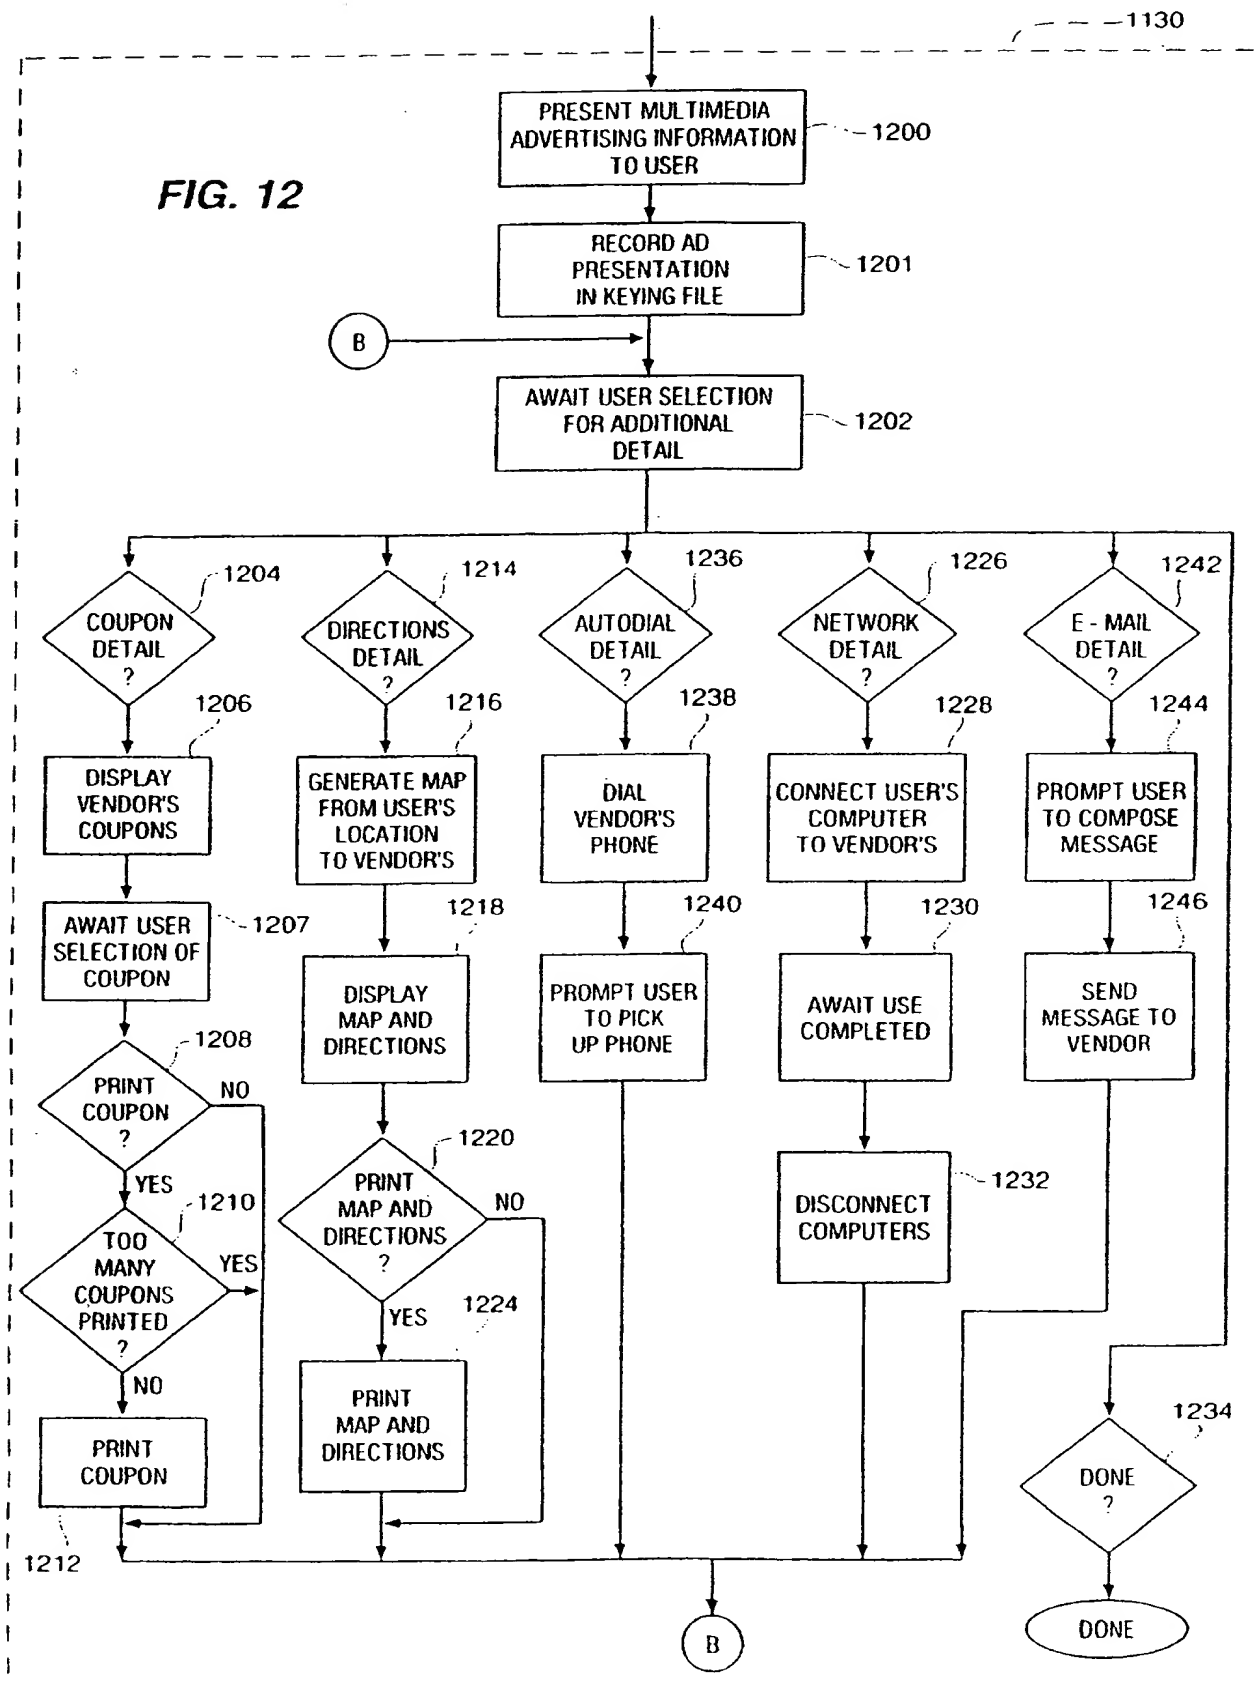 1130
PRESENT MULTIMEDIA
ADVERTISING INFORMATION
TO USER
1200
FIG. 12
RECORD AD
PRESENTATION
IN KEYING FILE
1201
B
AWAIT USER SELECTION
FOR ADDITIONAL
DETAIL
1202
1204
COUPON
DETAIL
?
1206
DISPLAY
VENDOR'S
COUPONS
AWAIT USER
SELECTION OF
COUPON
1207
1208
PRINT
COUPON
?
NO
YES
1210
TOO
MANY
COUPONS
PRINTED
?
YES
NO
PRINT
COUPON
1212
1214
DIRECTIONS
DETAIL
?
1216
GENERATE MAP
FROM USER'S
LOCATION
TO VENDOR'S
1218
DISPLAY
MAP AND
DIRECTIONS
1220
PRINT
MAP AND
DIRECTIONS
?
NO
YES
1224
PRINT
MAP AND
DIRECTIONS
1236
AUTODIAL
DETAIL
?
1238
DIAL
VENDOR'S
PHONE
1240
PROMPT USER
TO PICK
UP PHONE
1226
NETWORK
DETAIL
?
1228
CONNECT USER'S
COMPUTER
TO VENDOR'S
1230
AWAIT USE
COMPLETED
1232
DISCONNECT
COMPUTERS
1242
E - MAIL
DETAIL
?
1244
PROMPT USER
TO COMPOSE
MESSAGE
1246
SEND
MESSAGE TO
VENDOR
1234
DONE
?
DONE
B